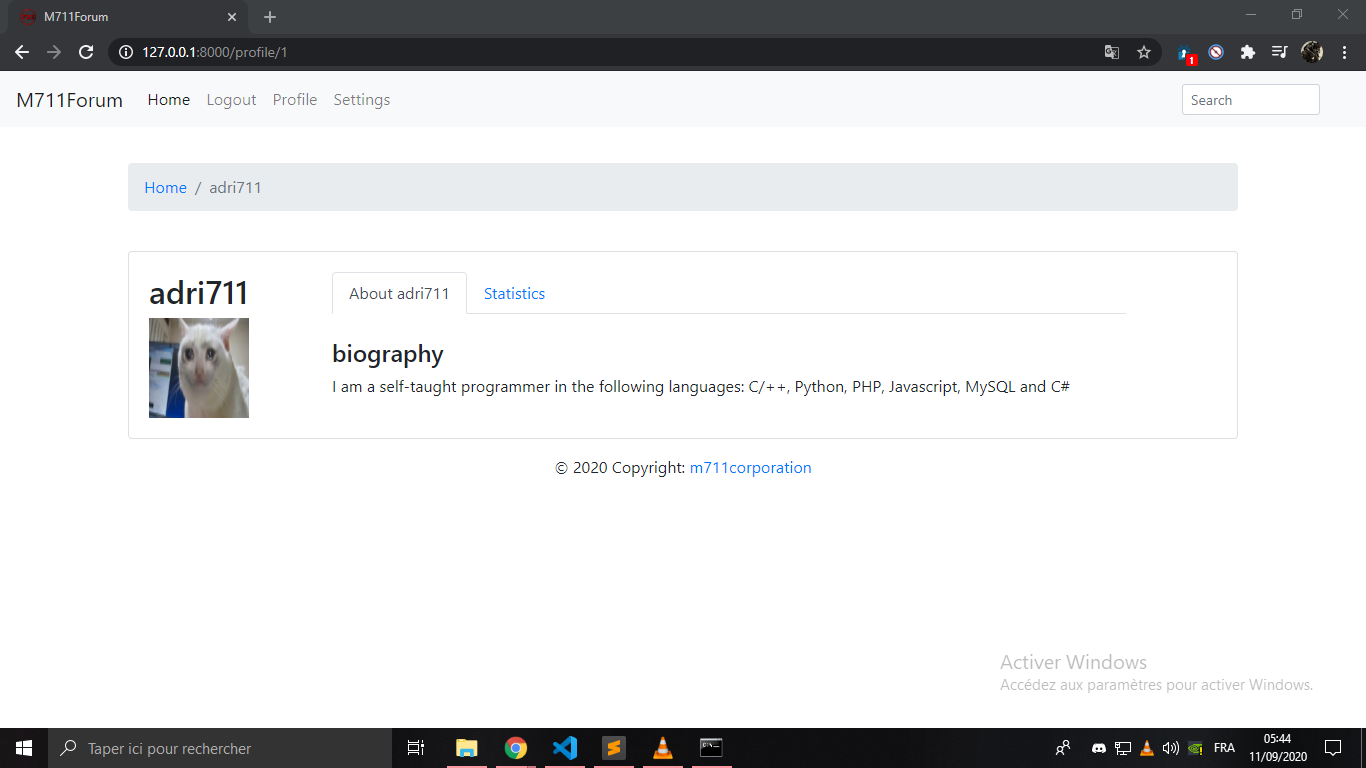 M711Forum
127.0.0.1:8000/profile/1
1
M711Forum Home Logout Profile Settings Search
Home / adri711
adri711
About adri711 Statistics
biography
I am a self-taught programmer in the following languages: C/++, Python, PHP, Javascript, MySQL and C#
© 2020 Copyright: m711corporation
Activer Windows
Accédez aux paramètres pour activer Windows.
Taper ici pour rechercher
FRA
05:44
11/09/2020